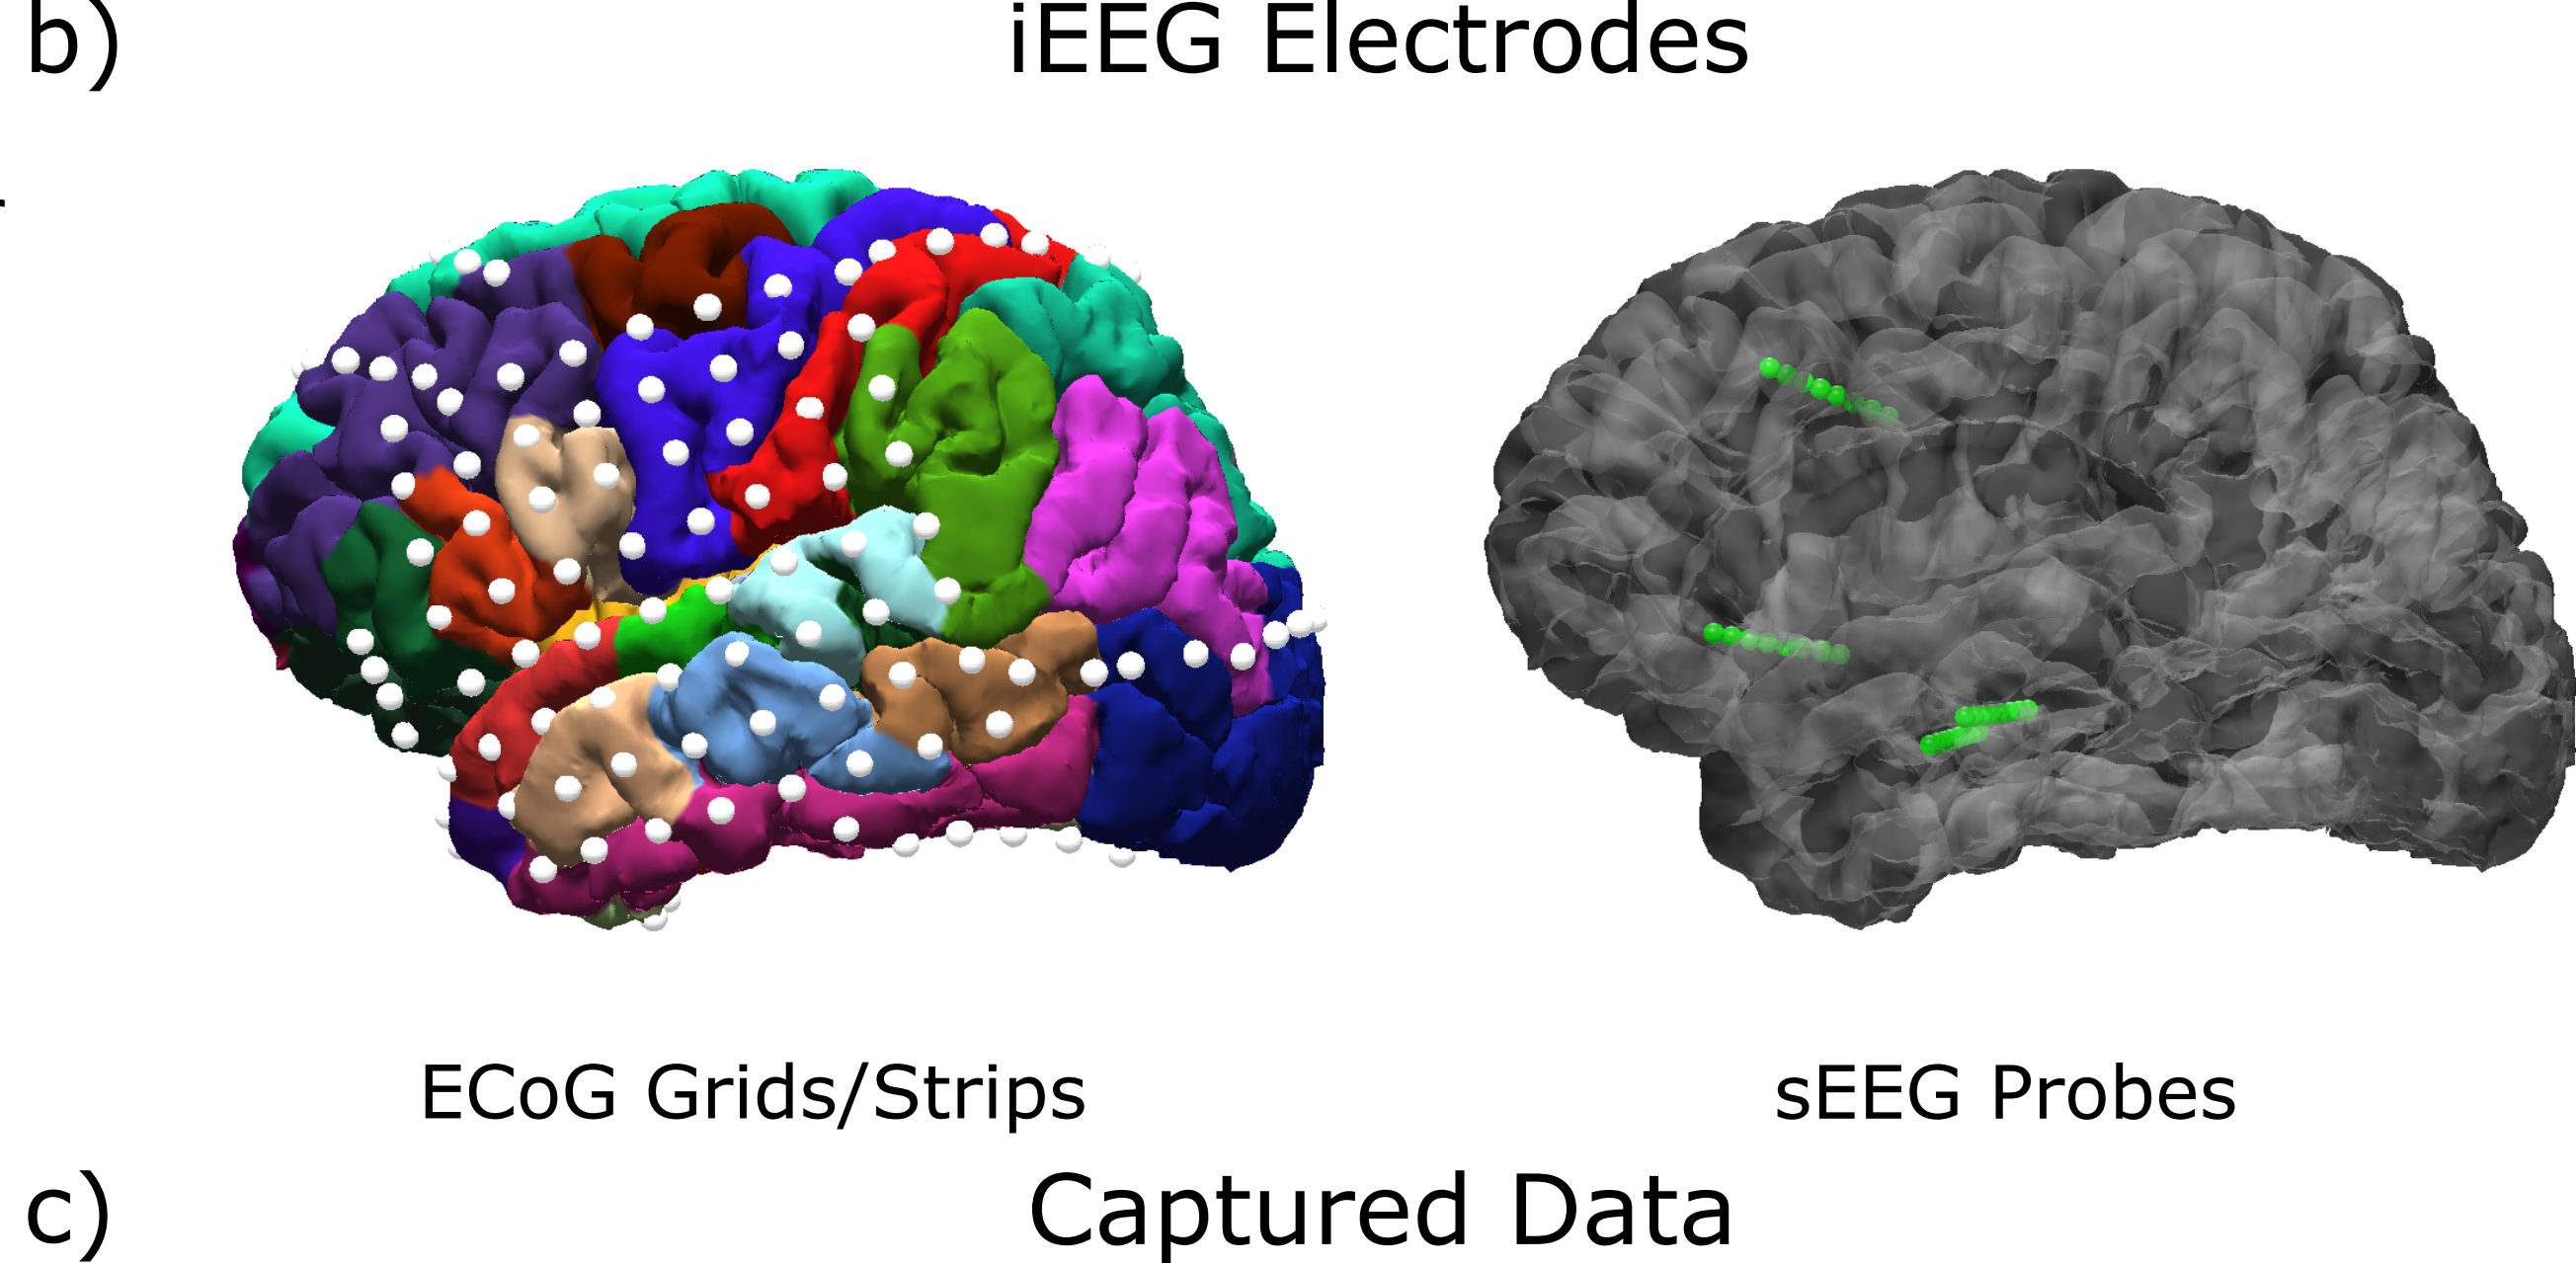 b)
iEEG Electrodes
ECoG Grids/Strips
sEEG Probes
c)
Captured Data